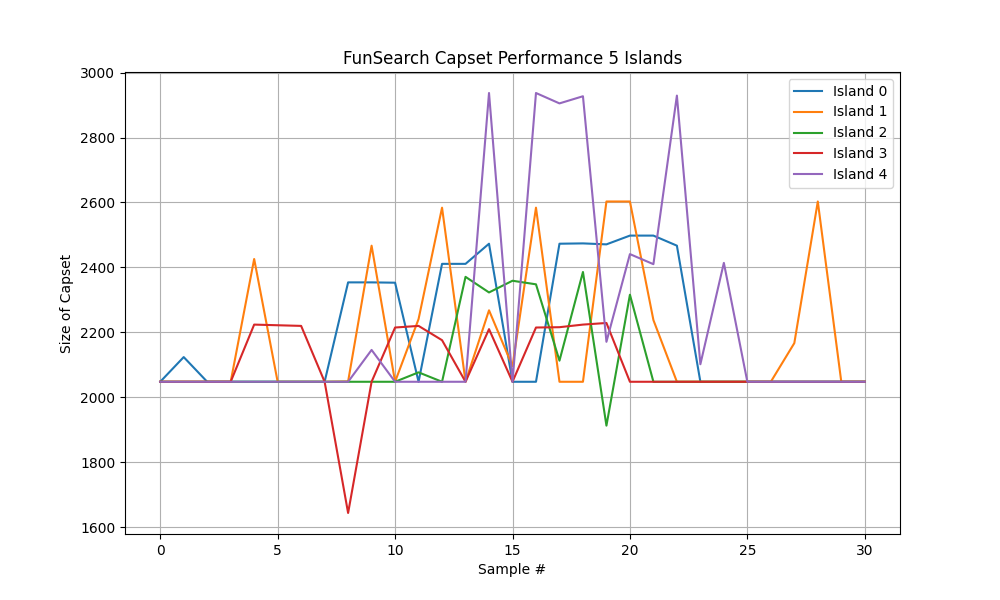 FunSearch Capset Performance 5 Islands
Size of Capset
3000
2800
2600
2400
2200
2000
1800
1600
Island 0
Island 1
Island 2
Island 3
Island 4
0 5 10 15 20 25 30
Sample #